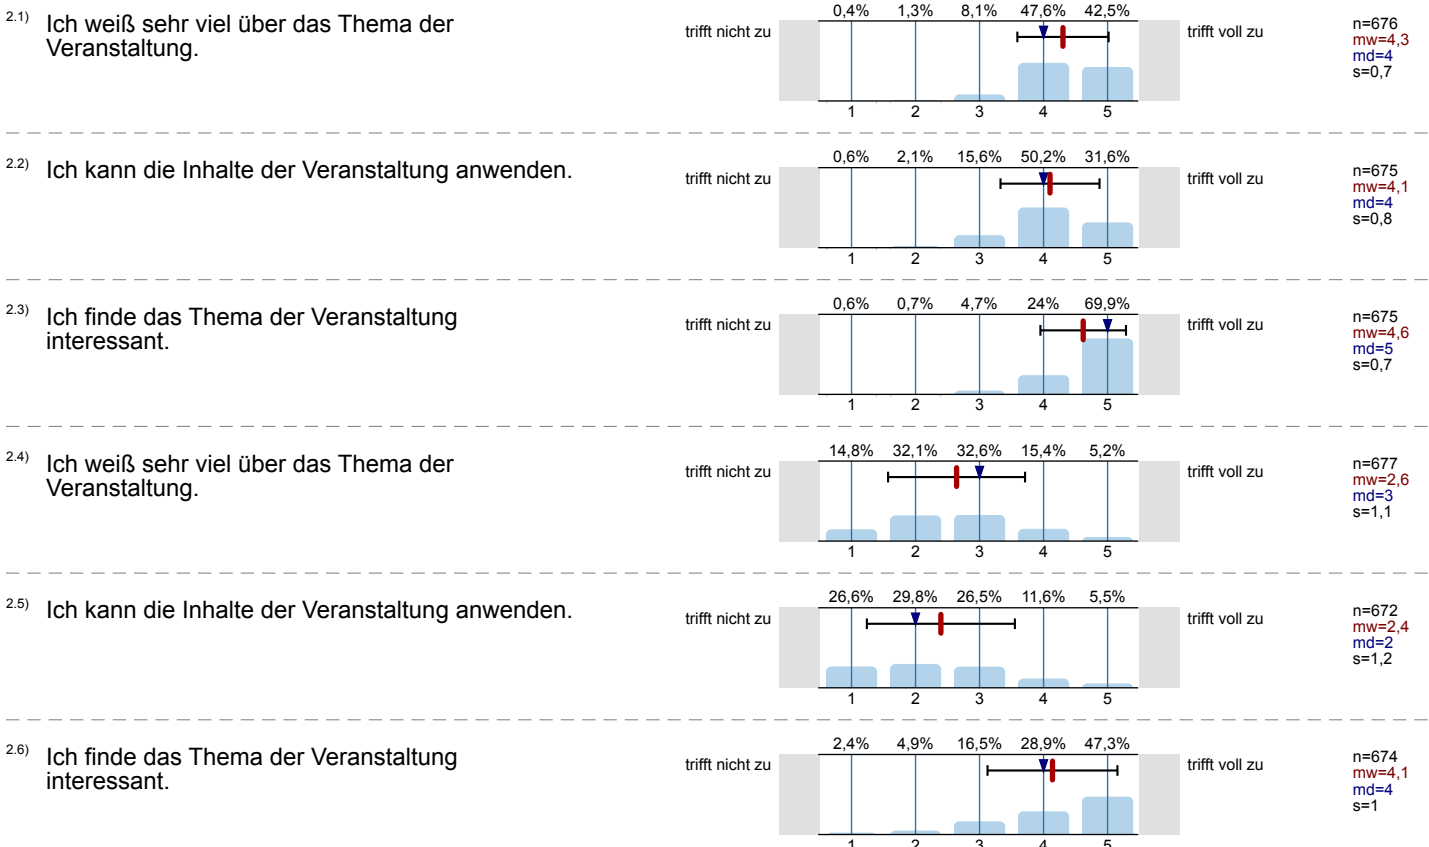 2.1) Ich weiß sehr viel über das Thema der
Veranstaltung.
trifft nicht zu
0,4% 1,3% 8,1% 47,6% 42,5%
1 2 3 4 5
trifft voll zu
n=676
mw=4,3
md=4
s=0,7
2.2) Ich kann die Inhalte der Veranstaltung anwenden.
trifft nicht zu
0,6% 2,1% 15,6% 50,2% 31,6%
1 2 3 4 5
trifft voll zu
n=675
mw=4,1
md=4
s=0,8
2.3) Ich finde das Thema der Veranstaltung
interessant.
trifft nicht zu
0,6% 0,7% 4,7% 24% 69,9%
1 2 3 4 5
trifft voll zu
n=675
mw=4,6
md=5
s=0,7
2.4) Ich weiß sehr viel über das Thema der
Veranstaltung.
trifft nicht zu
14,8% 32,1% 32,6% 15,4% 5,2%
1 2 3 4 5
trifft voll zu
n=677
mw=2,6
md=3
s=1,1
2.5) Ich kann die Inhalte der Veranstaltung anwenden.
trifft nicht zu
26,6% 29,8% 26,5% 11,6% 5,5%
1 2 3 4 5
trifft voll zu
n=672
mw=2,4
md=2
s=1,2
2.6) Ich finde das Thema der Veranstaltung
interessant.
trifft nicht zu
2,4% 4,9% 16,5% 28,9% 47,3%
1 2 3 4 5
trifft voll zu
n=674
mw=4,1
md=4
s=1